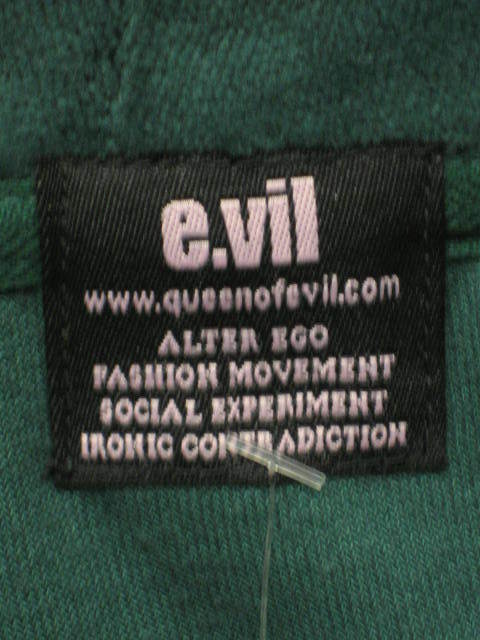 e.vil
www.queenofevil.com
ALTER EGO
FASHION MOVEMENT
SOCIAL EXPERIMENT
IRONIC CONTRADICTION